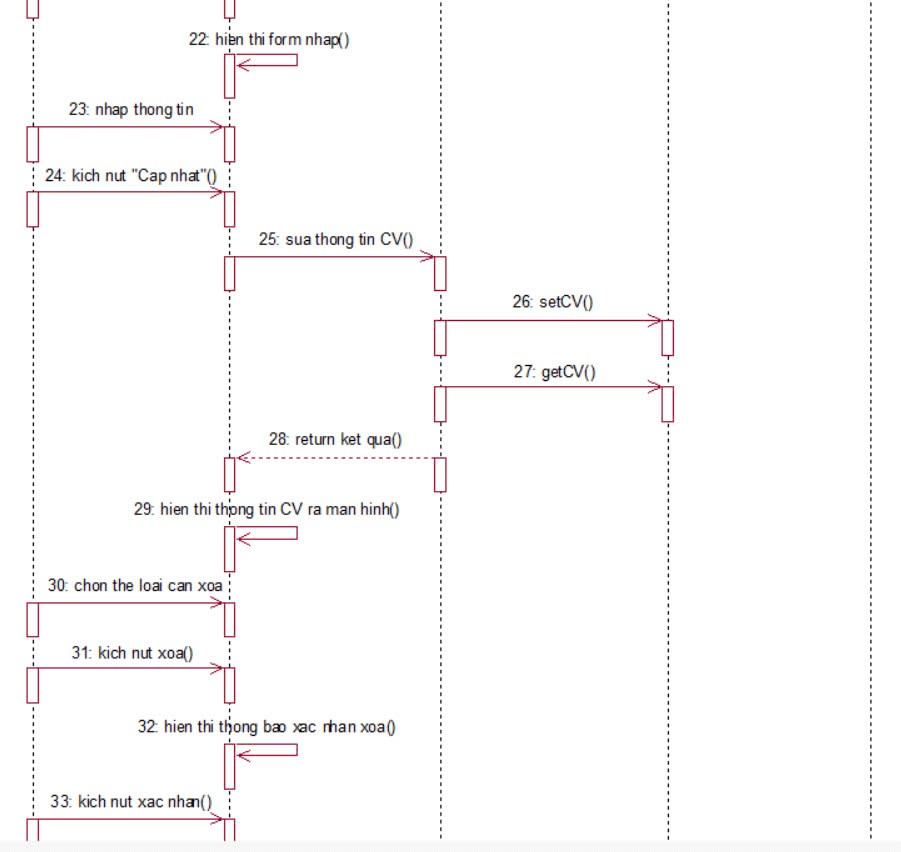 22: hien thi form nhap()
23: nhap thong tin
24: kich nut "Cap nhat"()
25: sua thong tin CV()
26: setCV()
27: getCV()
28: return ket qua()
29: hien thi thong tin CV ra man hinh()
30: chon the loai can xoa
31: kich nut xoa()
32: hien thi thong bao xac nhan xoa()
33: kich nut xac nhan()